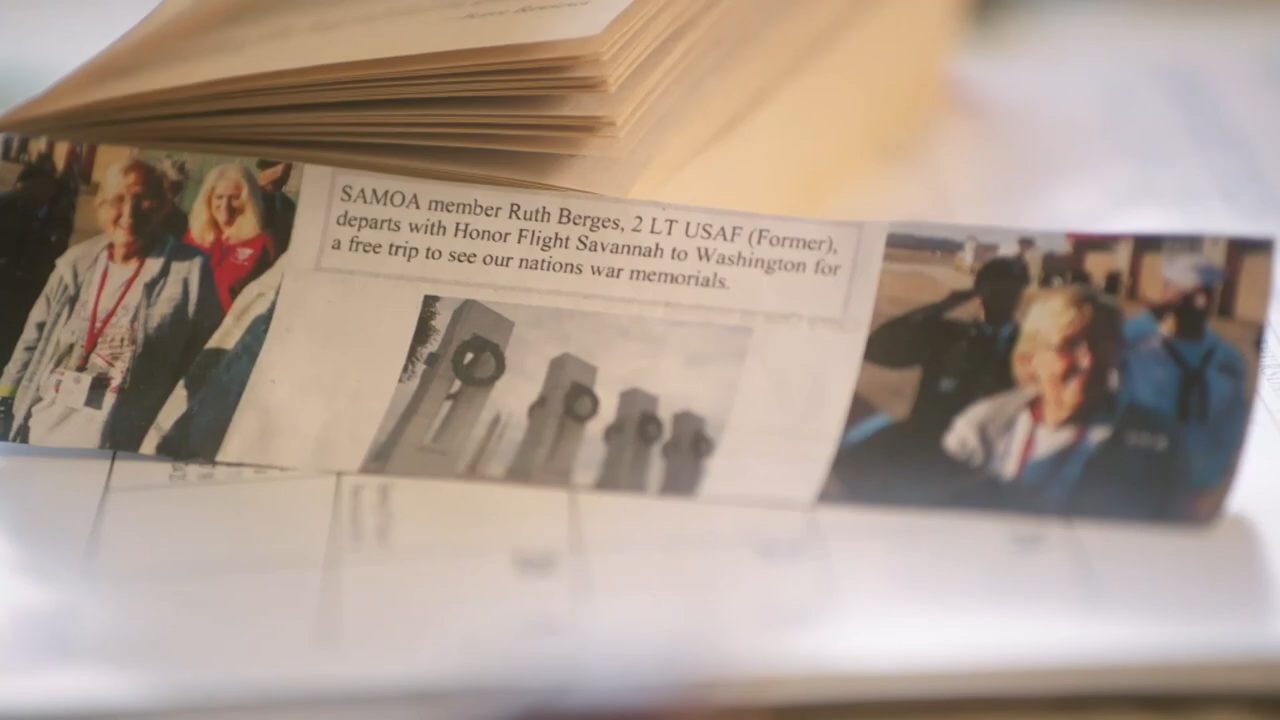 SAMOA member Ruth Berges, 2 LT USAF (Former),
departs with Honor Flight Savannah to Washington for
a free trip to see our nations war memorials.